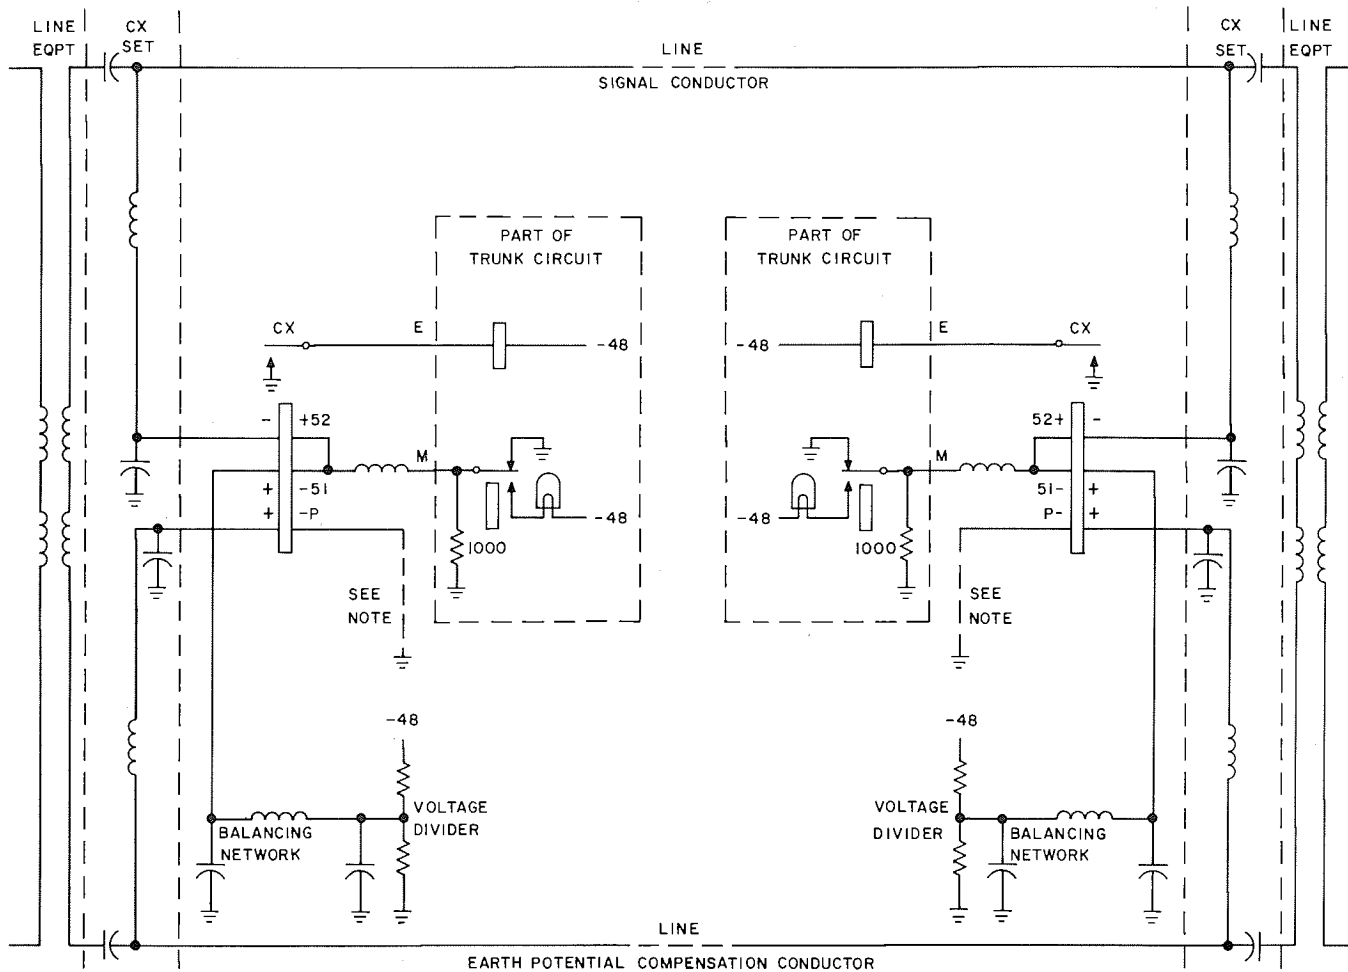 LINE
EQPT
CX
SET
LINE
SIGNAL CONDUCTOR
CX
SET
LINE
EQPT
PART OF
TRUNK CIRCUIT
PART OF
TRUNK CIRCUIT
CX
E
-48
-48
E
CX
- +52
M
+ -51
+ -P
-48
1000
52+ -
M
51- +
P- +
-48
1000
SEE
NOTE
SEE
NOTE
-48
-48
VOLTAGE
DIVIDER
BALANCING
NETWORK
VOLTAGE
DIVIDER
BALANCING
NETWORK
LINE
EARTH POTENTIAL COMPENSATION CONDUCTOR